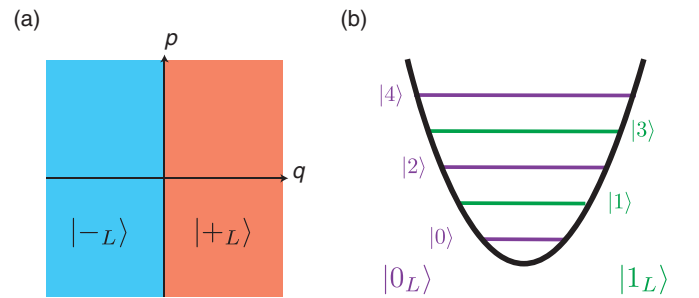 (a)
p
q
|−_L⟩
|+_L⟩
(b)
|4⟩
|3⟩
|2⟩
|1⟩
|0⟩
|0_L⟩
|1_L⟩